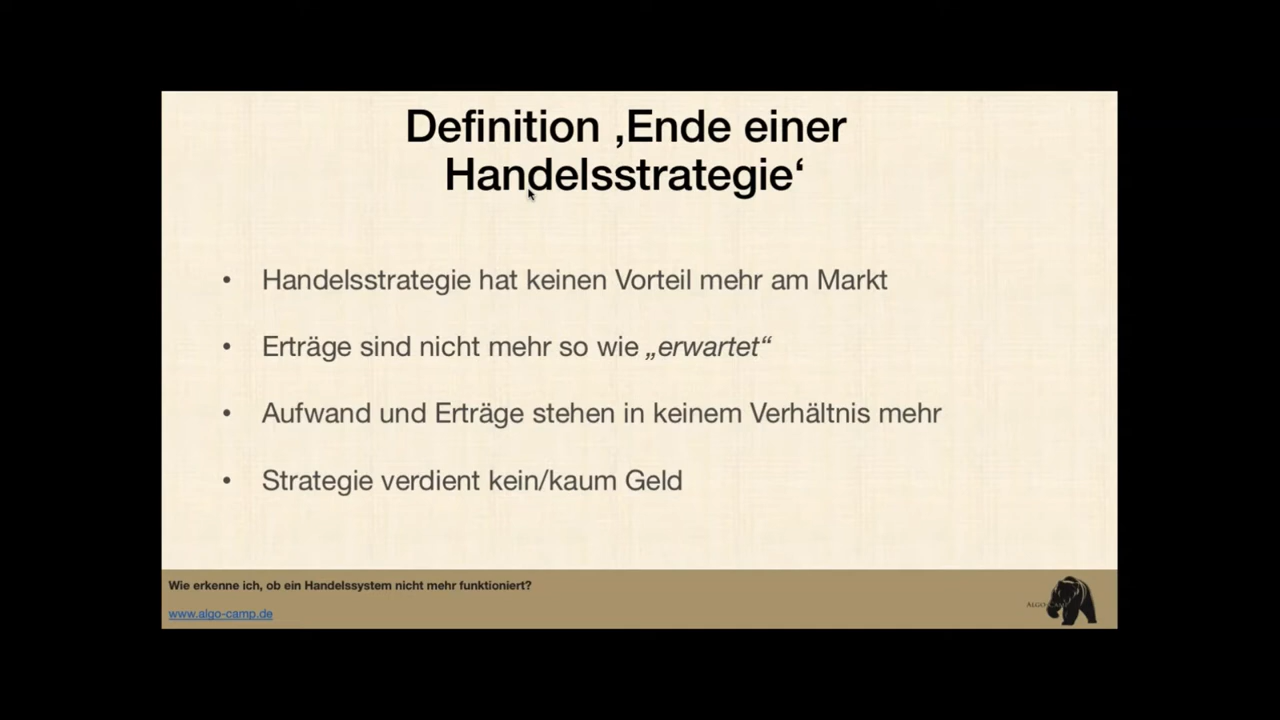 Definition ‚Ende einer
Handelsstrategie‘
• Handelsstrategie hat keinen Vorteil mehr am Markt
• Erträge sind nicht mehr so wie „erwartet“
• Aufwand und Erträge stehen in keinem Verhältnis mehr
• Strategie verdient kein/kaum Geld
Wie erkenne ich, ob ein Handelssystem nicht mehr funktioniert?
www.algo-camp.de